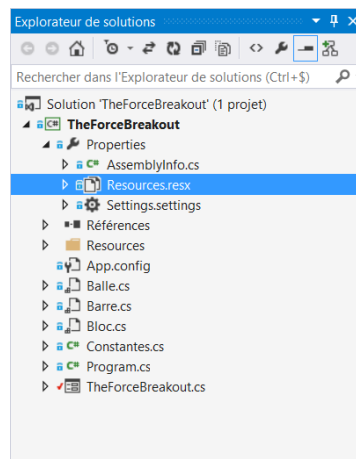 Explorateur de solutions
Rechercher dans l'Explorateur de solutions (Ctrl+$)
Solution 'TheForceBreakout' (1 projet)
C# TheForceBreakout
Properties
C# AssemblyInfo.cs
Resources.resx
Settings.settings
Références
Resources
App.config
Balle.cs
Barre.cs
Bloc.cs
C# Constantes.cs
C# Program.cs
TheForceBreakout.cs